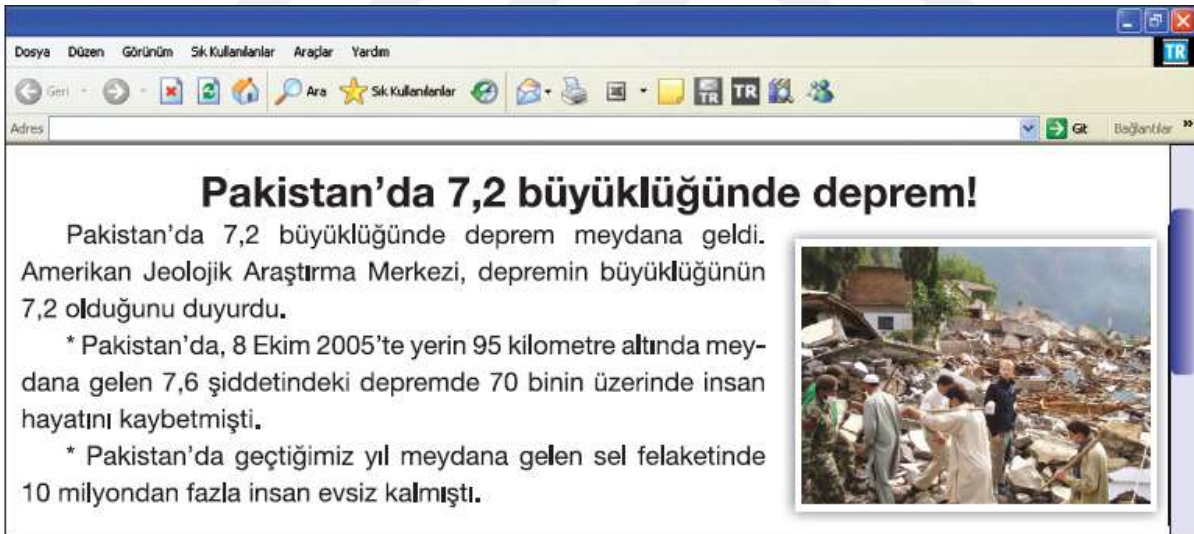 Dosya Düzen Görünüm Sık Kullanılanlar Araçlar Yardım
TR
Geri Ara Sık Kullanılanlar TR TR
Adres Git Bağlantılar »
Pakistan’da 7,2 büyüklüğünde deprem!
Pakistan’da 7,2 büyüklüğünde deprem meydana geldi.
Amerikan Jeolojik Araştırma Merkezi, depremin büyüklüğünün
7,2 olduğunu duyurdu.
* Pakistan’da, 8 Ekim 2005’te yerin 95 kilometre altında mey-
dana gelen 7,6 şiddetindeki depremde 70 binin üzerinde insan
hayatını kaybetmişti.
* Pakistan’da geçtiğimiz yıl meydana gelen sel felaketinde
10 milyondan fazla insan evsiz kalmıştı.